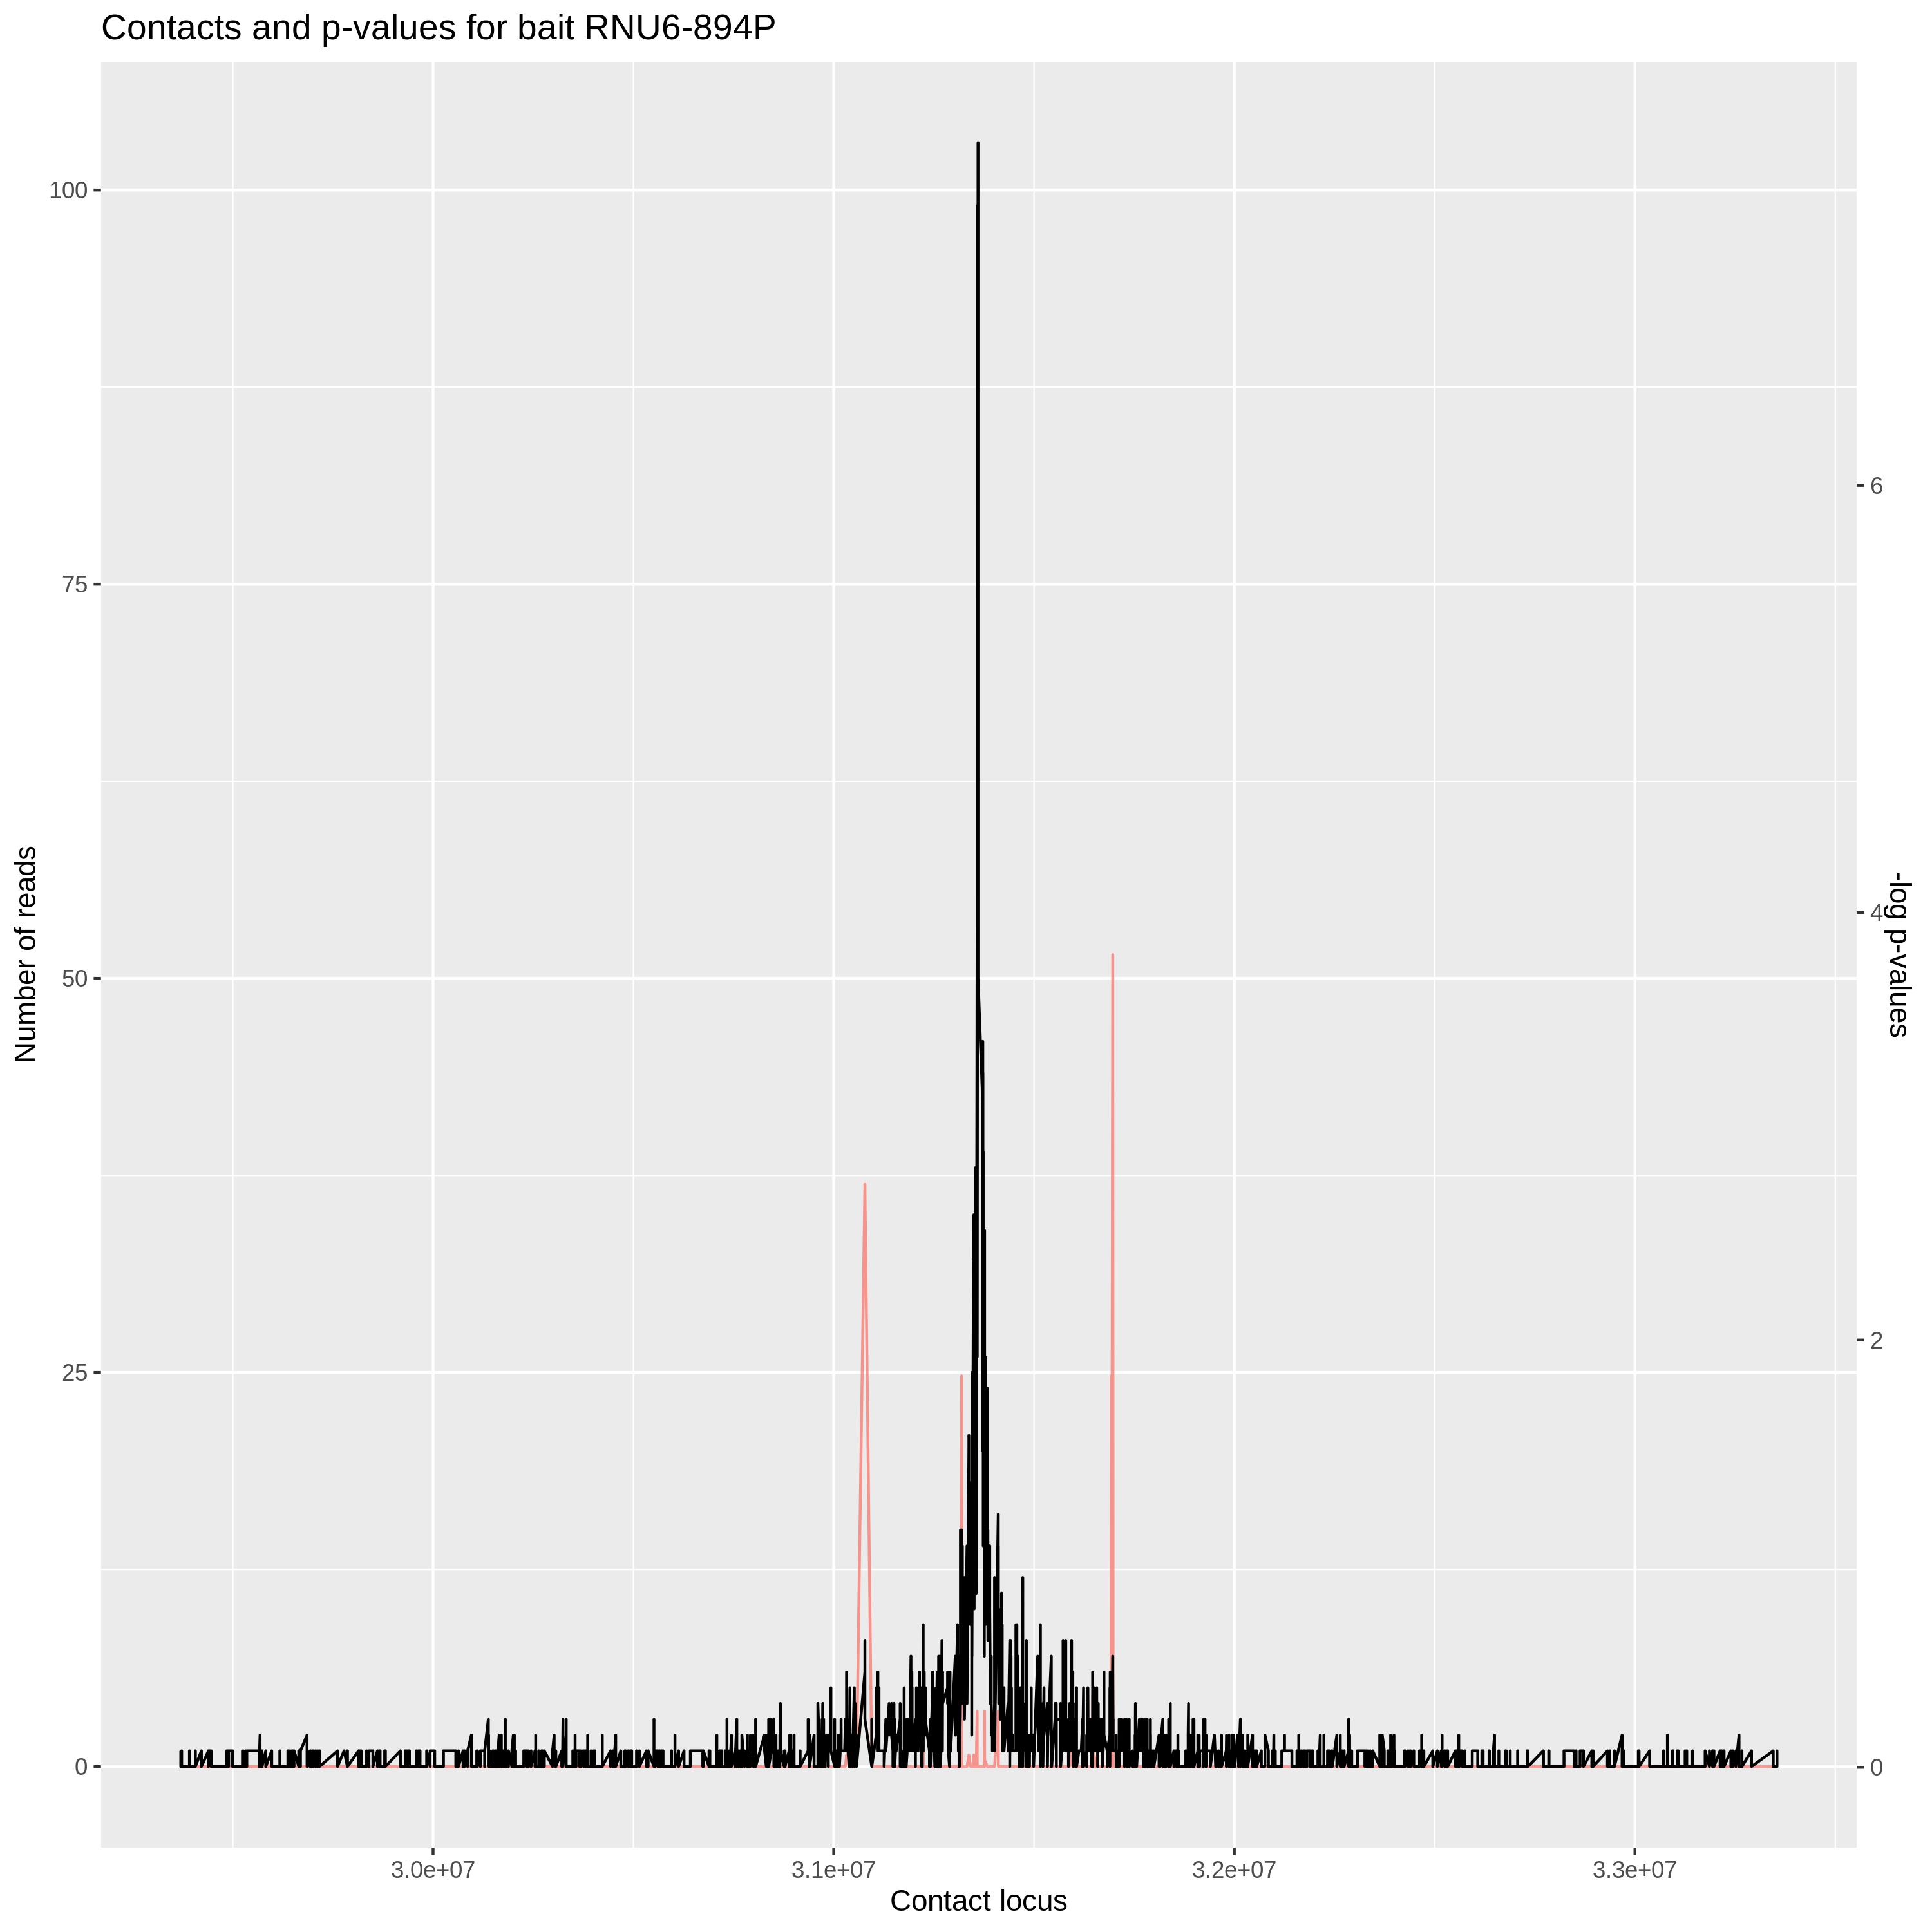 Contacts and p-values for bait RNU6-894P
100
75
50
25
0
Number of reads
6
4
2
0
-log p-values
3.0e+07
3.1e+07
3.2e+07
3.3e+07
Contact locus